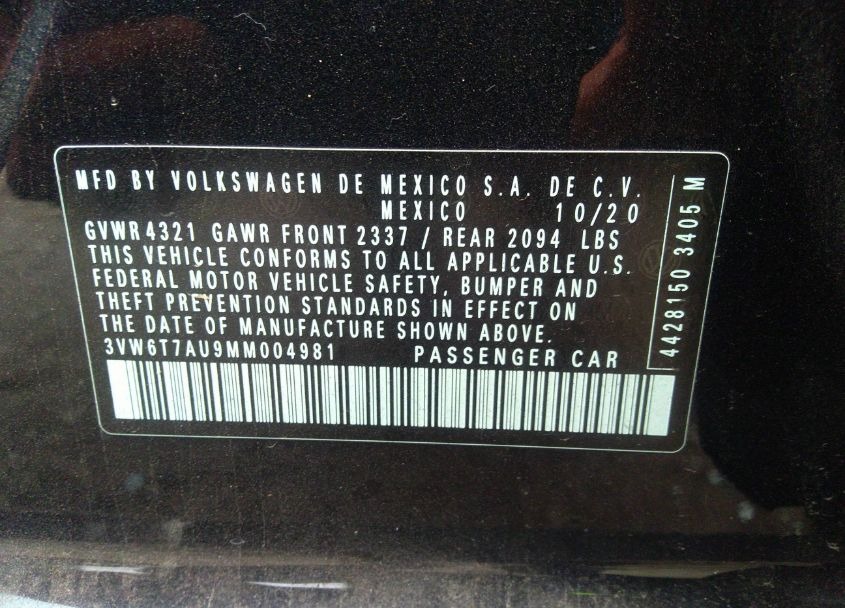 MFD BY VOLKSWAGEN DE MEXICO S.A. DE C.V.
MEXICO 10/20
GVWR 4321 GAWR FRONT 2337 / REAR 2094 LBS
THIS VEHICLE CONFORMS TO ALL APPLICABLE U.S.
FEDERAL MOTOR VEHICLE SAFETY, BUMPER AND
THEFT PREVENTION STANDARDS IN EFFECT ON
THE DATE OF MANUFACTURE SHOWN ABOVE.
3VW6T7AU9MM004981 PASSENGER CAR
4428150 3405 M